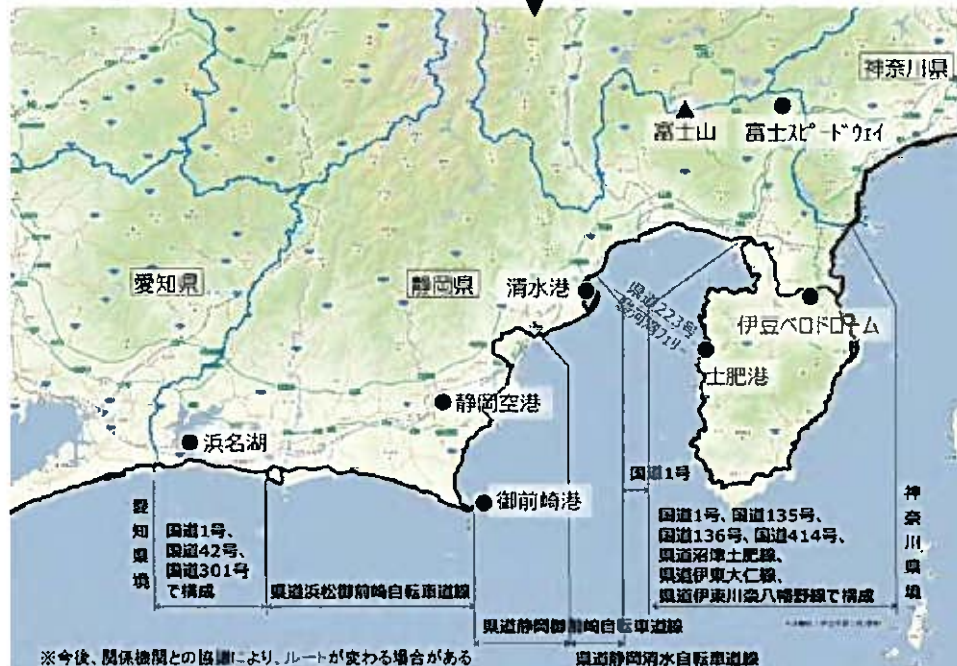 神奈川県
富士山
富士スピードウェイ
愛知県
静岡県
清水港
県道223号
駿河湾フェリー
伊豆ベロドローム
土肥港
静岡空港
浜名湖
御前崎港
国道1号
愛知県境
国道1号、
国道42号、
国道301号
で構成
県道浜松御前崎自転車道線
国道1号、国道135号、
国道136号、国道414号、
県道沼津土肥線、
県道伊東大仁線、
県道伊東川奈八幡野線で構成
神奈川県境
県道静岡御前崎自転車道線
※今後、関係機関との協議により、ルートが変わる場合がある
県道静岡清水自転車道線